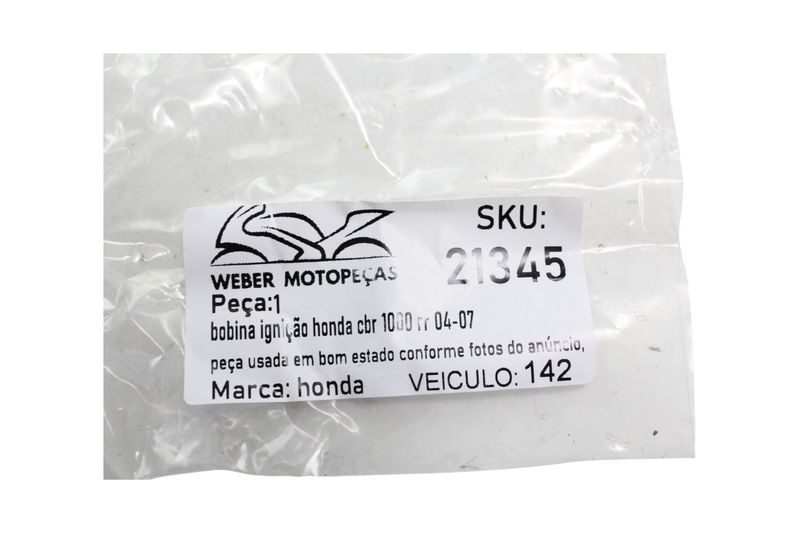 SKU:
21345
WEBER MOTOPEÇAS
Peça:1
bobina ignição honda cbr 1000 rr 04-07
peça usada em bom estado conforme fotos do anúncio,
Marca: honda VEICULO: 142